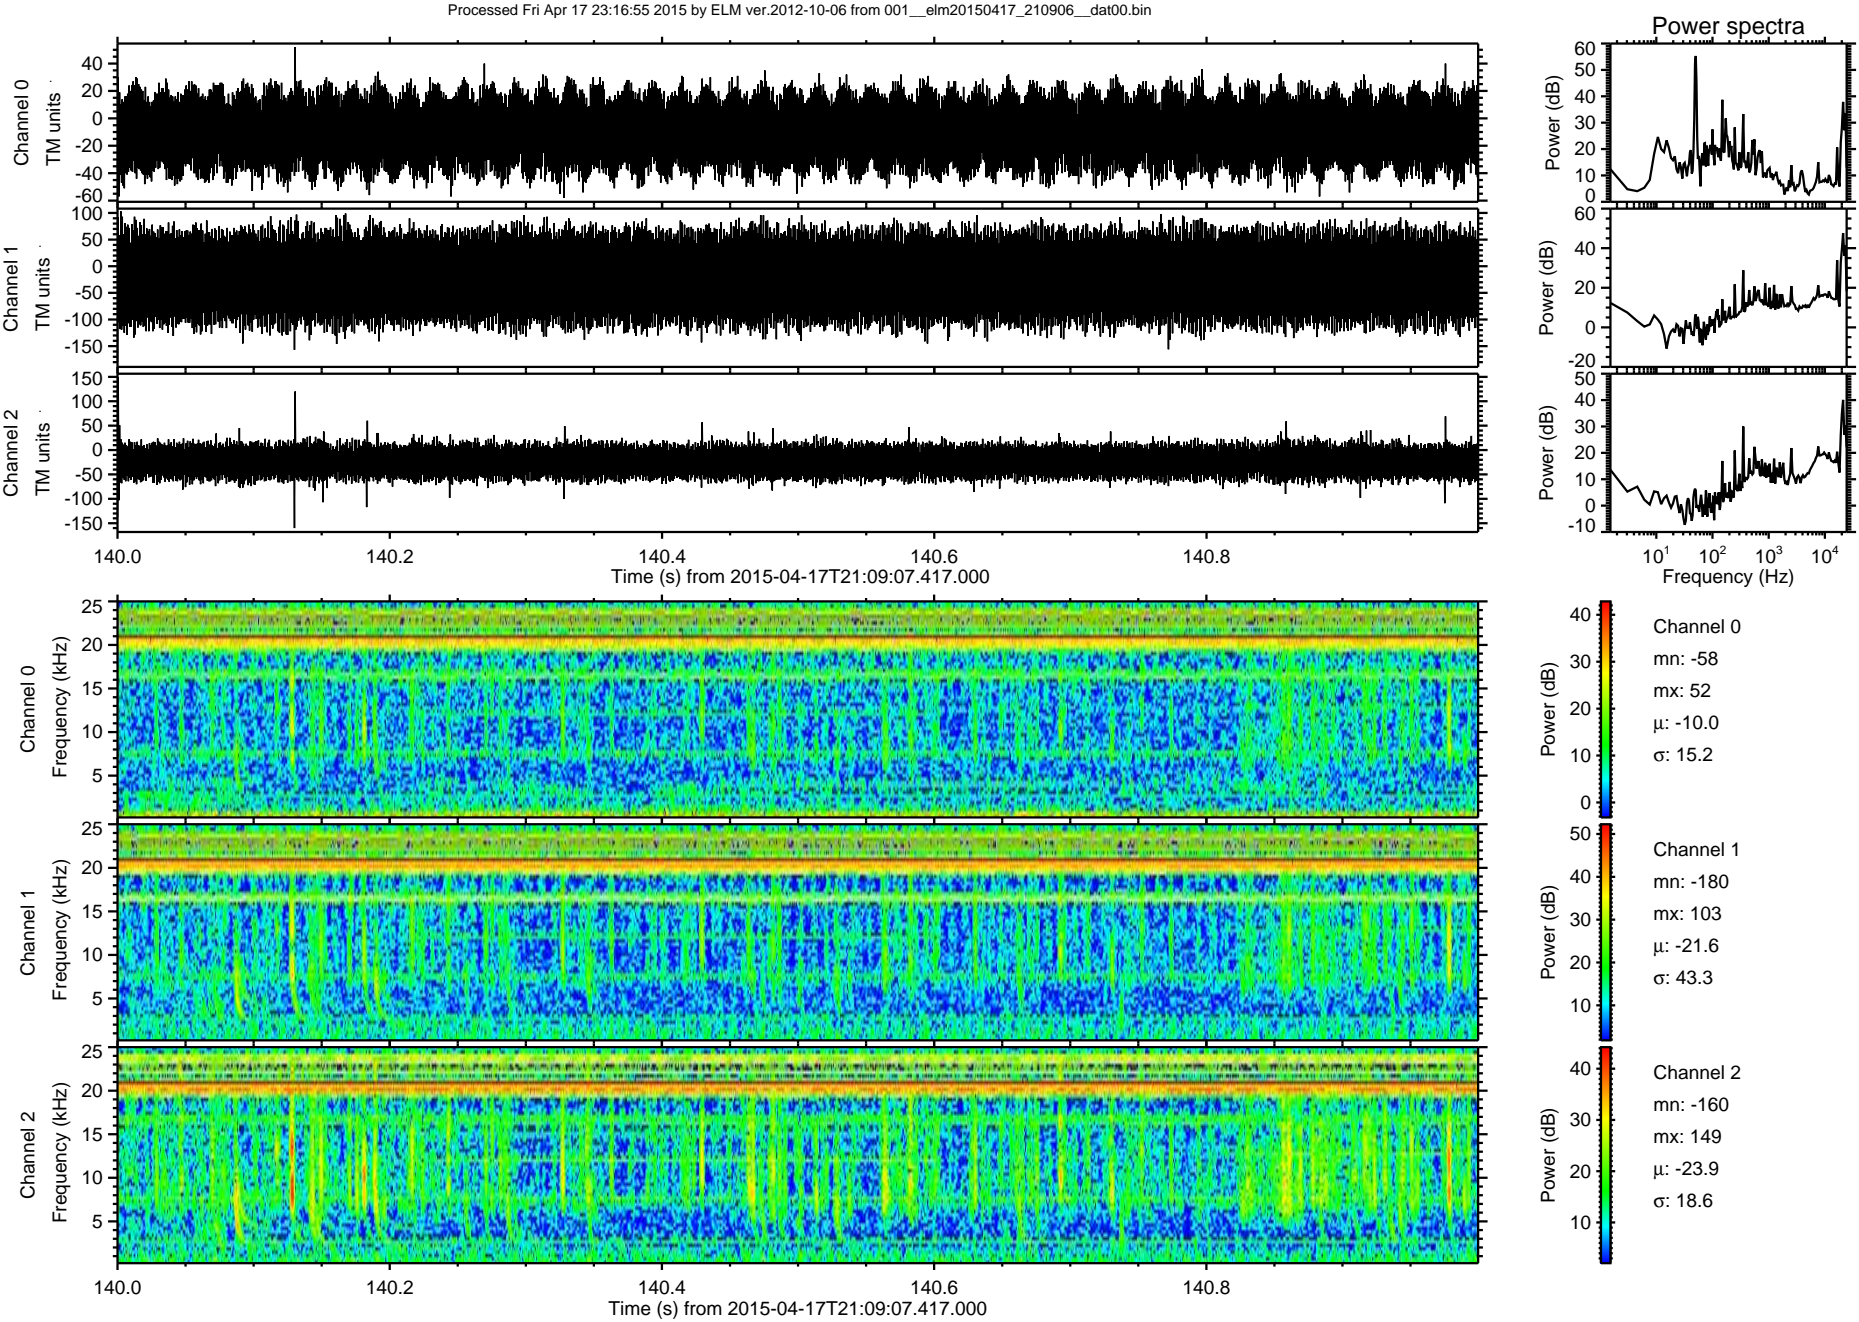 Processed Fri Apr 17 23:16:55 2015 by ELM ver.2012-10-06 from 001__elm20150417_210906__dat00.bin
Power spectra
Channel 0
TM units
40
20
0
-20
-40
-60
Power (dB)
60
50
40
30
20
10
0
Channel 1
TM units
100
50
0
-50
-100
-150
Power (dB)
60
40
20
0
-20
Channel 2
TM units
150
100
50
0
-50
-100
-150
Power (dB)
50
40
30
20
10
0
-10
140.0 140.2 140.4 140.6 140.8
Time (s) from 2015-04-17T21:09:07.417.000
10^1 10^2 10^3 10^4
Frequency (Hz)
Channel 0
Frequency (kHz)
25
20
15
10
5
Power (dB)
40
30
20
10
0
Channel 0
mn: -58
mx: 52
μ: -10.0
σ: 15.2
Channel 1
Frequency (kHz)
25
20
15
10
5
Power (dB)
50
40
30
20
10
Channel 1
mn: -180
mx: 103
μ: -21.6
σ: 43.3
Channel 2
Frequency (kHz)
25
20
15
10
5
Power (dB)
40
30
20
10
Channel 2
mn: -160
mx: 149
μ: -23.9
σ: 18.6
140.0 140.2 140.4 140.6 140.8
Time (s) from 2015-04-17T21:09:07.417.000